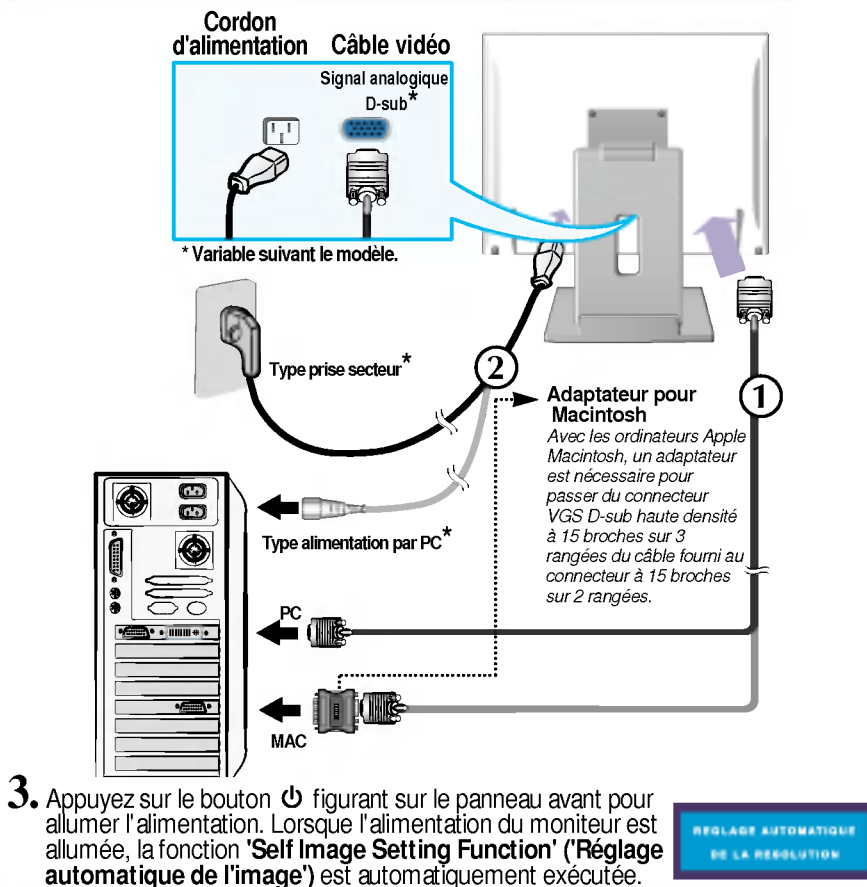 Cordon
d'alimentation
Câble vidéo
Signal analogique
D-sub*
* Variable suivant le modèle.
Type prise secteur*
2
1
Adaptateur pour
Macintosh
Avec les ordinateurs Apple
Macintosh, un adaptateur
est nécessaire pour
passer du connecteur
VGS D-sub haute densité
à 15 broches sur 3
rangées du câble fourni au
connecteur à 15 broches
sur 2 rangées.
Type alimentation par PC*
PC
MAC
3. Appuyez sur le bouton ⏻ figurant sur le panneau avant pour
allumer l'alimentation. Lorsque l'alimentation du moniteur est
allumée, la fonction 'Self Image Setting Function' ('Réglage
automatique de l'image') est automatiquement exécutée.
REGLAGE AUTOMATIQUE
DE LA RESOLUTION